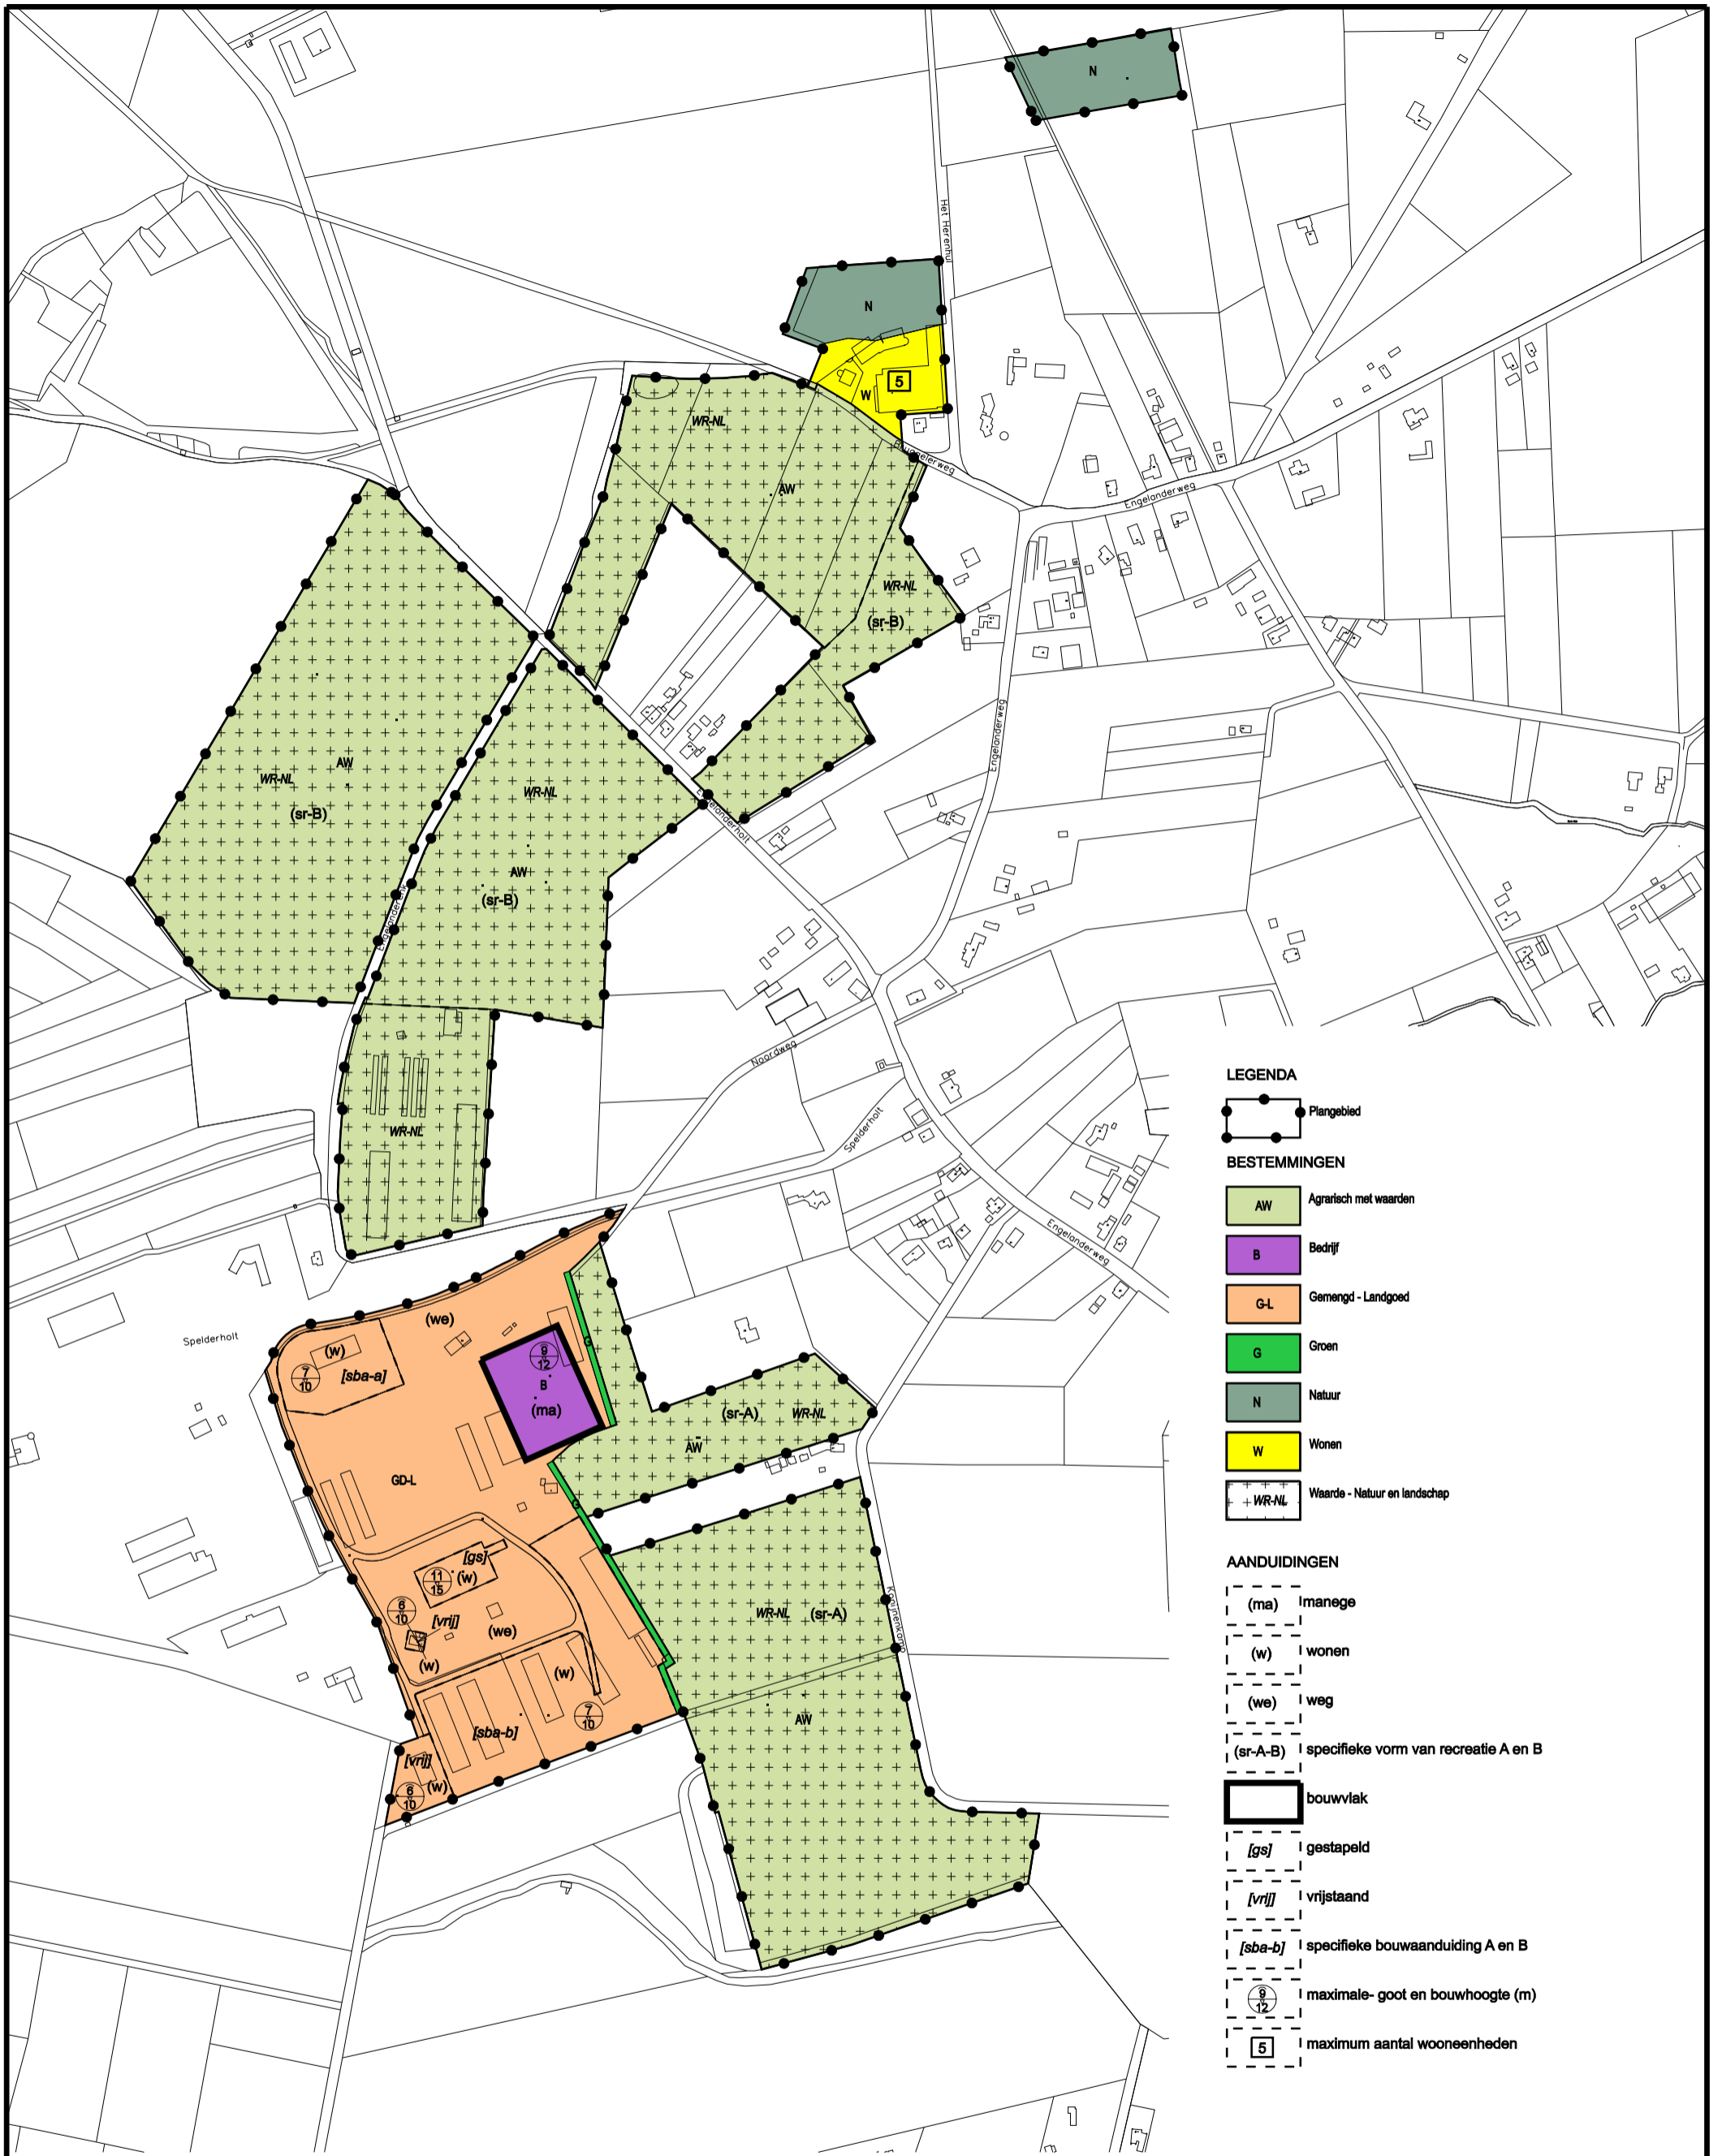 N
Het Herenhul
N
5
W
WR-NL
AW
Engelanderweg
WR-NL
(sr-B)
Engelanderweg
AW
WR-NL
(sr-B)
WR-NL
AW
(sr-B)
Engelanderholt
Engelanderenk
Noordweg
Spelderholt
WR-NL
Engelanderweg
Spelderholt
(we)
(w)
7
10
[sba-a]
9
12
B
(ma)
G
(sr-A)
WR-NL
AW
GD-L
G
[gs]
11
15
(w)
6
10
[vrij]
(we)
(w)
(w)
7
10
[sba-b]
[vrij]
(w)
6
10
WR-NL
(sr-A)
Konijnenkamp
AW
LEGENDA
Plangebied
BESTEMMINGEN
AW Agrarisch met waarden
B Bedrijf
G-L Gemengd - Landgoed
G Groen
N Natuur
W Wonen
WR-NL Waarde - Natuur en landschap
AANDUIDINGEN
(ma) manege
(w) wonen
(we) weg
(sr-A-B) specifieke vorm van recreatie A en B
bouwvlak
[gs] gestapeld
[vrij] vrijstaand
[sba-b] specifieke bouwaanduiding A en B
9
12
maximale- goot en bouwhoogte (m)
5 maximum aantal wooneenheden